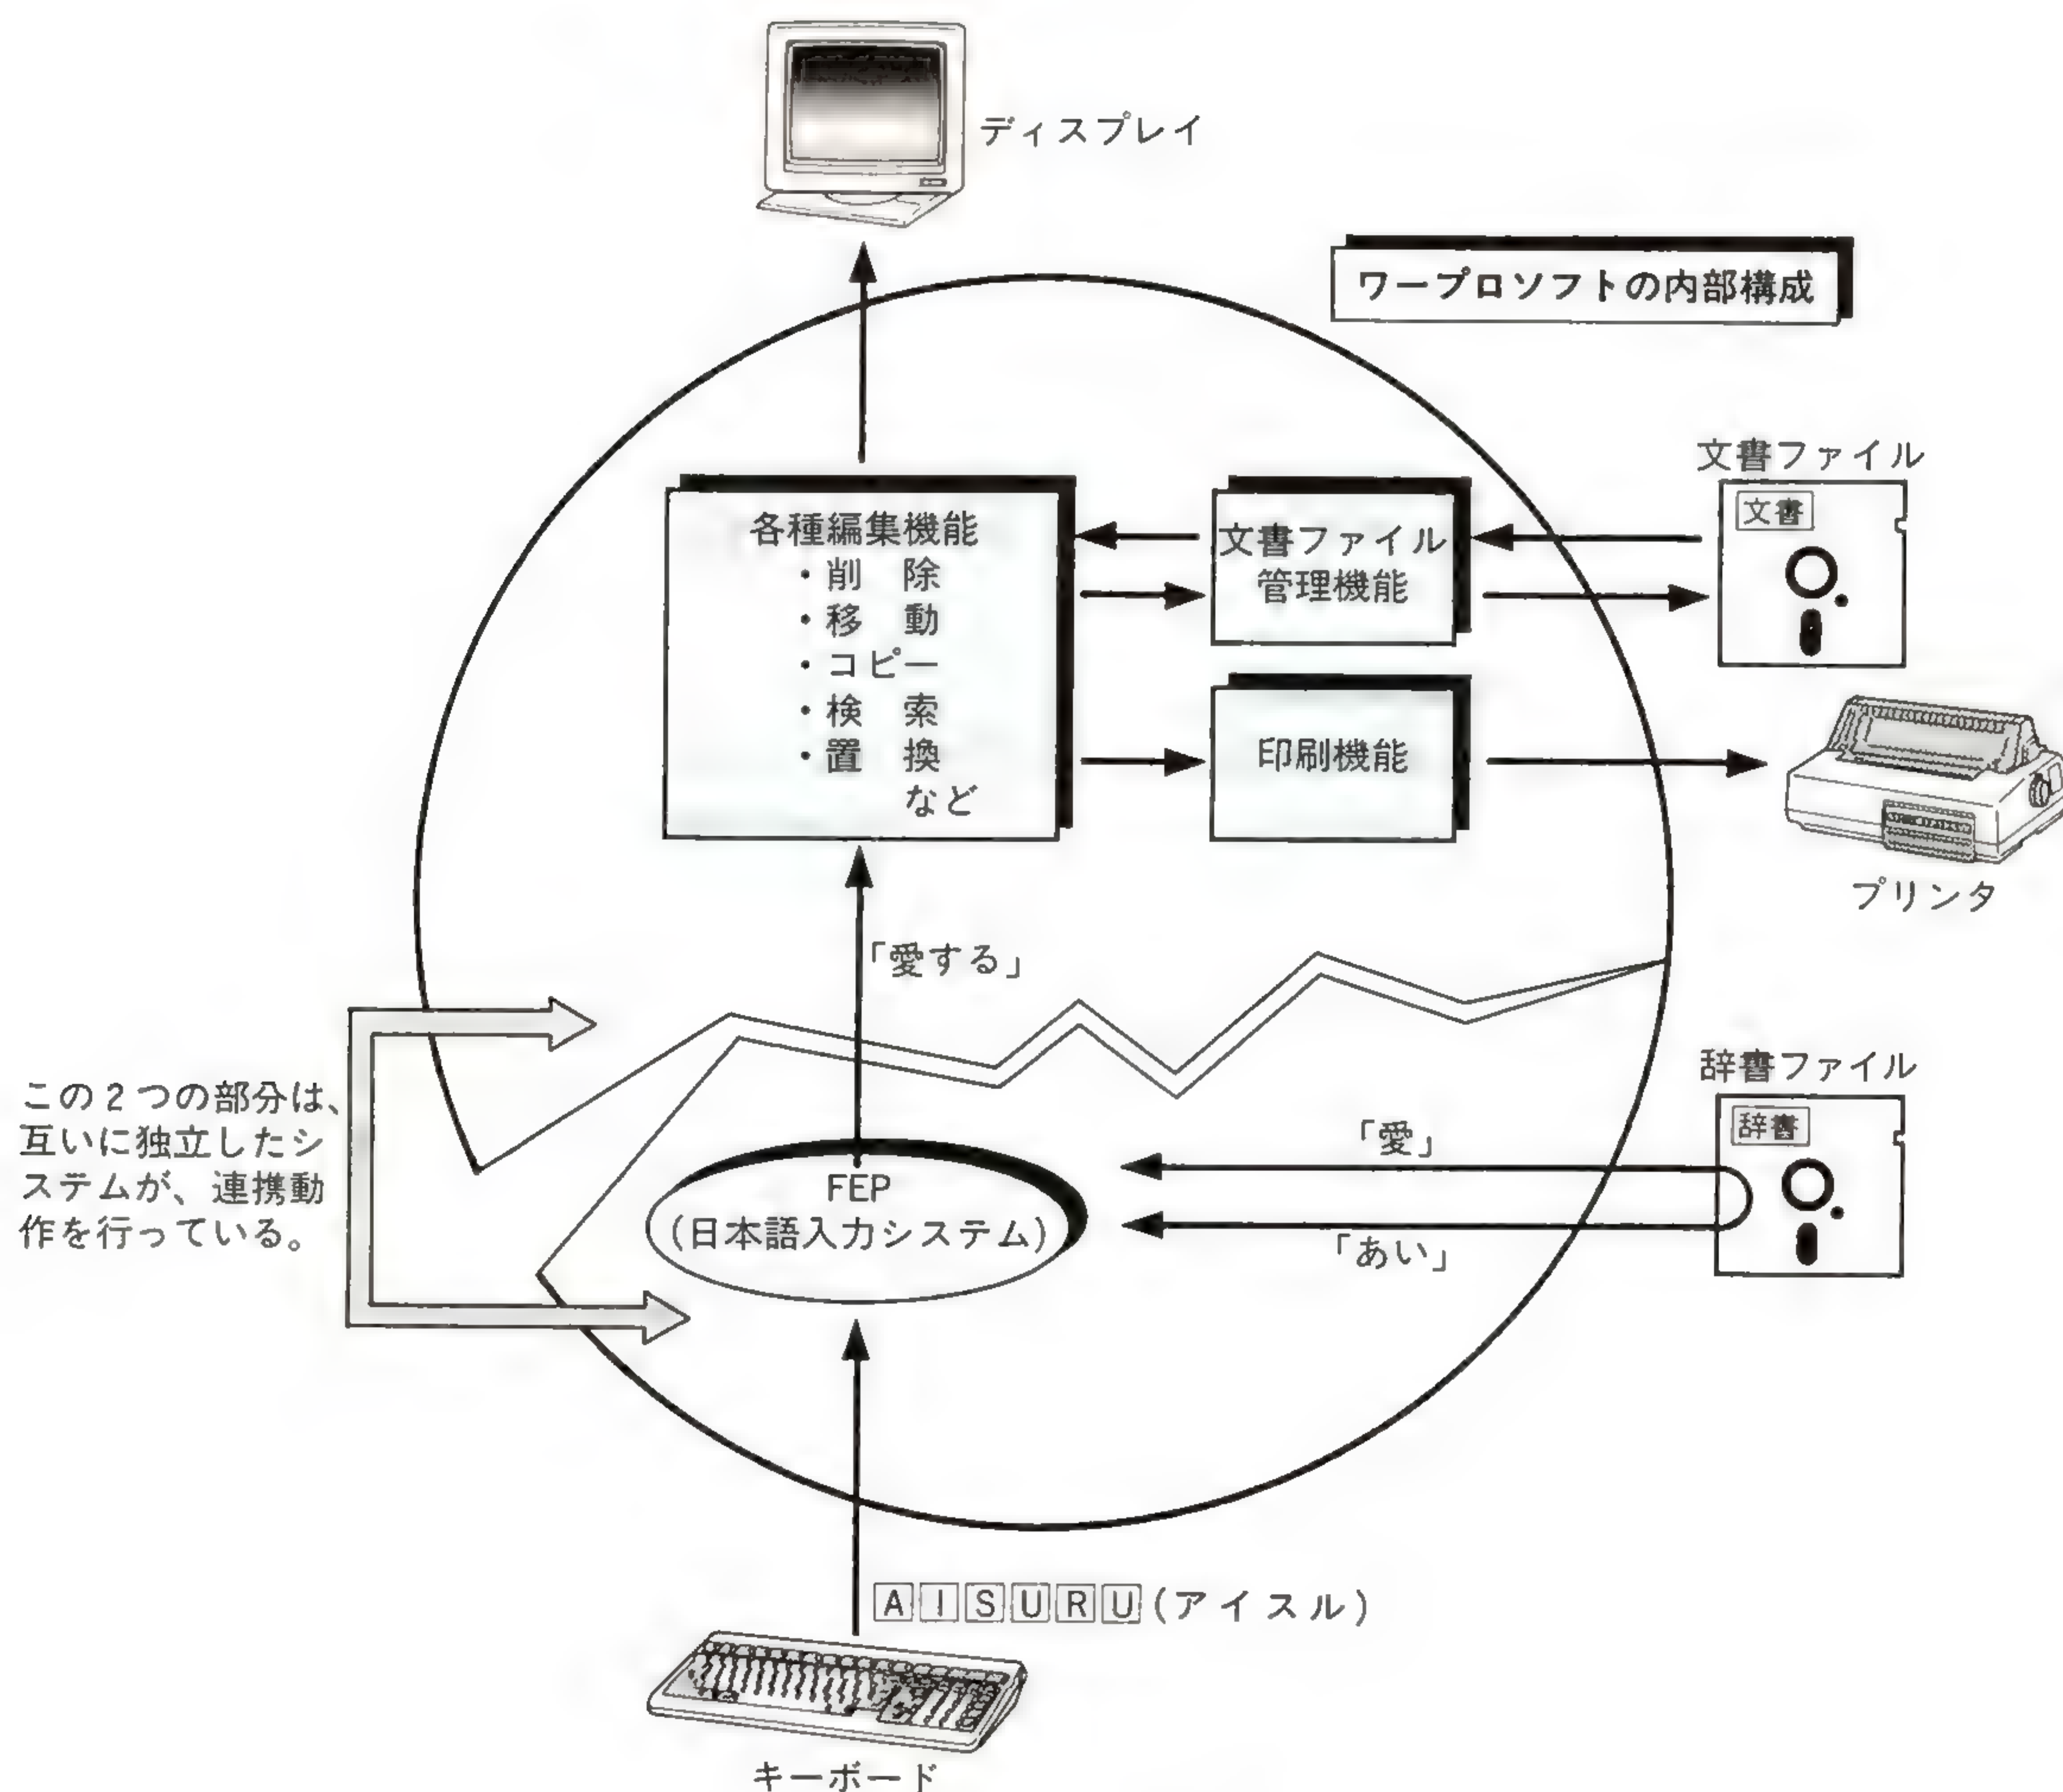 ディスプレイ
ワープロソフトの内部構成
文書ファイル
文書
各種編集機能
・削　除
・移　動
・コピー
・検　索
・置　換
など
文書ファイル
管理機能
印刷機能
プリンタ
「愛する」
この2つの部分は、
互いに独立したシ
ステムが、連携動
作を行っている。
辞書ファイル
辞書
「愛」
「あい」
FEP
(日本語入力システム)
AISURU(アイスル)
キーボード